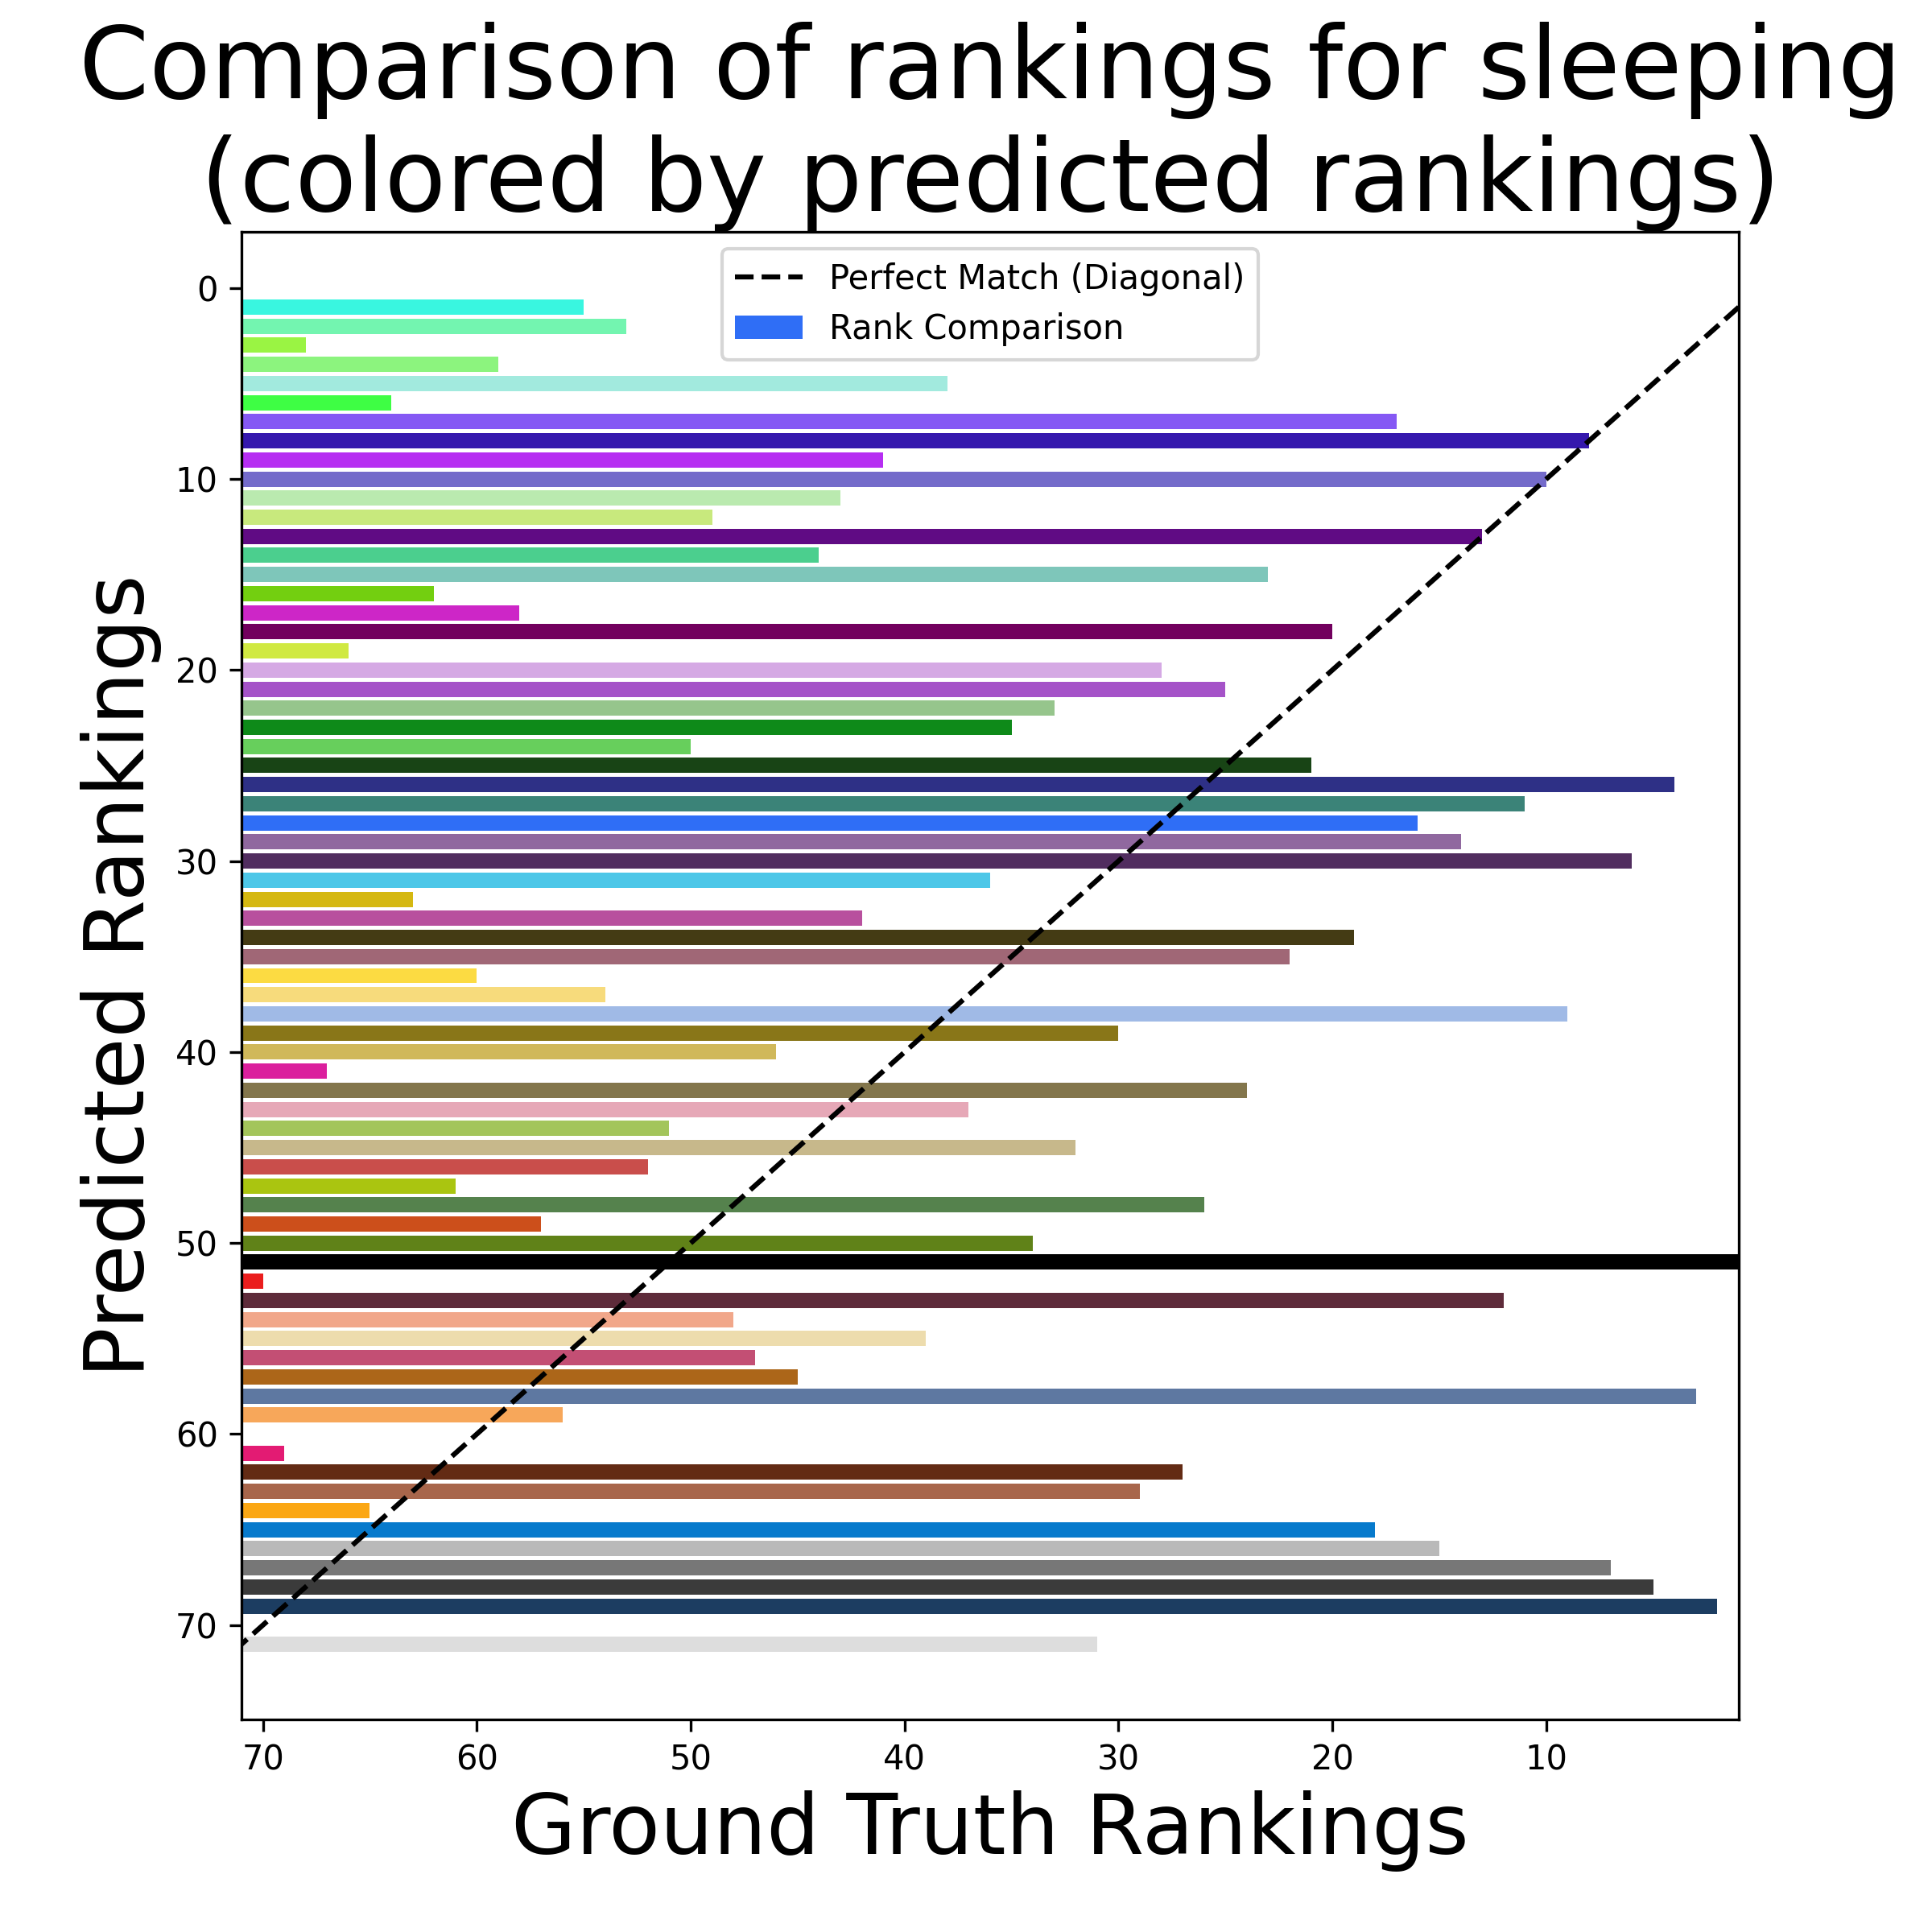 Comparison of rankings for sleeping
(colored by predicted rankings)
Perfect Match (Diagonal)
Rank Comparison
Predicted Rankings
0
10
20
30
40
50
60
70
70 60 50 40 30 20 10
Ground Truth Rankings